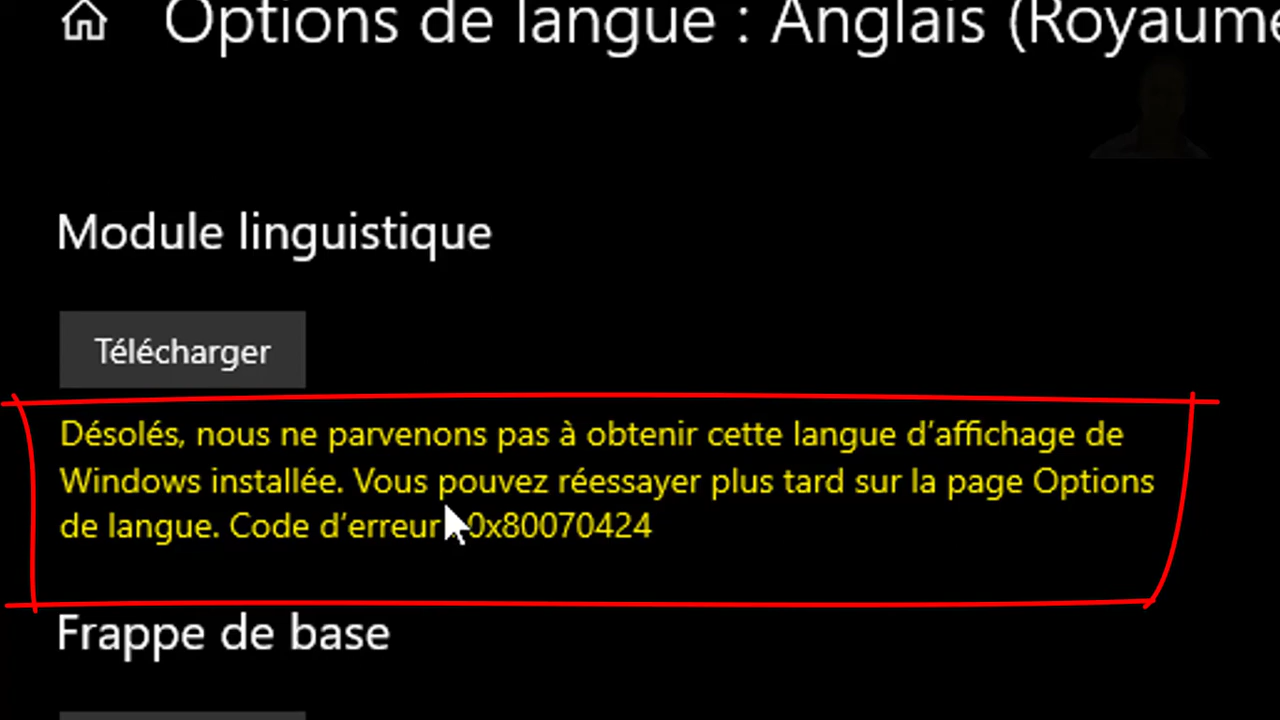 Options de langue : Anglais (Royaume
Module linguistique
Télécharger
Désolés, nous ne parvenons pas à obtenir cette langue d’affichage de
Windows installée. Vous pouvez réessayer plus tard sur la page Options
de langue. Code d’erreur 0x80070424
Frappe de base